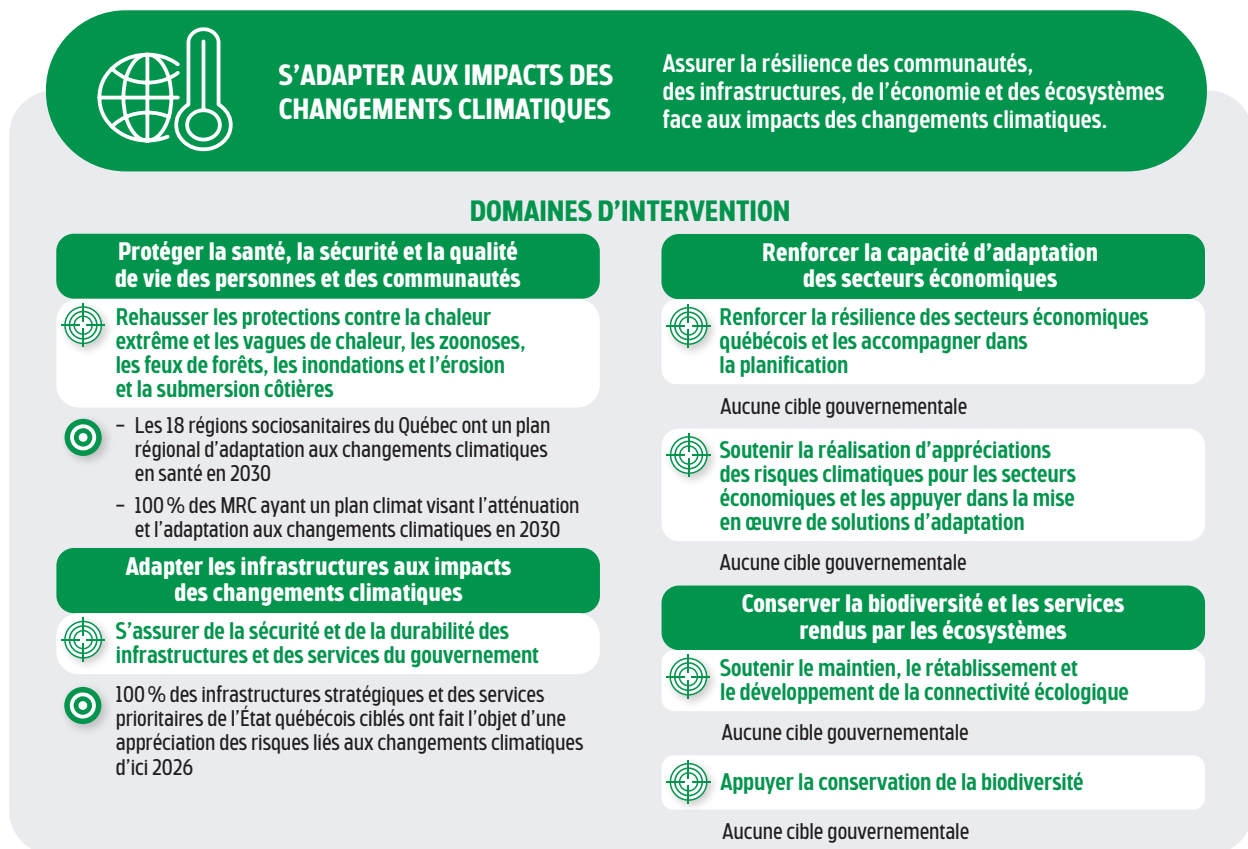 S'ADAPTER AUX IMPACTS DES
CHANGEMENTS CLIMATIQUES
Assurer la résilience des communautés,
des infrastructures, de l'économie et des écosystèmes
face aux impacts des changements climatiques.
DOMAINES D'INTERVENTION
Protéger la santé, la sécurité et la qualité
de vie des personnes et des communautés
Rehausser les protections contre la chaleur
extrême et les vagues de chaleur, les zoonoses,
les feux de forêts, les inondations et l'érosion
et la submersion côtières
– Les 18 régions sociosanitaires du Québec ont un plan
régional d'adaptation aux changements climatiques
en santé en 2030
– 100 % des MRC ayant un plan climat visant l'atténuation
et l'adaptation aux changements climatiques en 2030
Adapter les infrastructures aux impacts
des changements climatiques
S'assurer de la sécurité et de la durabilité des
infrastructures et des services du gouvernement
100 % des infrastructures stratégiques et des services
prioritaires de l'État québécois ciblés ont fait l'objet d'une
appréciation des risques liés aux changements climatiques
d'ici 2026
Renforcer la capacité d'adaptation
des secteurs économiques
Renforcer la résilience des secteurs économiques
québécois et les accompagner dans
la planification
Aucune cible gouvernementale
Soutenir la réalisation d'appréciations
des risques climatiques pour les secteurs
économiques et les appuyer dans la mise
en œuvre de solutions d'adaptation
Aucune cible gouvernementale
Conserver la biodiversité et les services
rendus par les écosystèmes
Soutenir le maintien, le rétablissement et
le développement de la connectivité écologique
Aucune cible gouvernementale
Appuyer la conservation de la biodiversité
Aucune cible gouvernementale